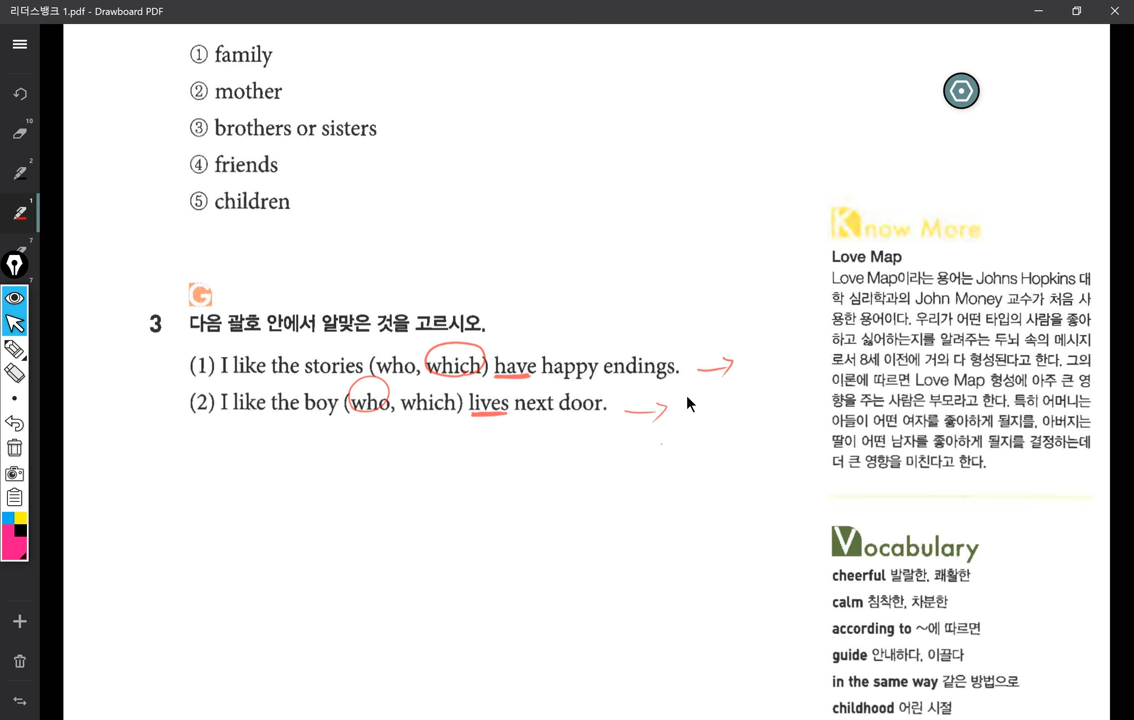 리더스뱅크 1.pdf - Drawboard PDF
① family
② mother
③ brothers or sisters
④ friends
⑤ children
G
3 다음 괄호 안에서 알맞은 것을 고르시오.
(1) I like the stories (who, which) have happy endings.
(2) I like the boy (who, which) lives next door.
Know More
Love Map
Love Map이라는 용어는 Johns Hopkins 대
학 심리학과의 John Money 교수가 처음 사
용한 용어이다. 우리가 어떤 타입의 사람을 좋아
하고 싫어하는지를 알려주는 두뇌 속의 메시지
로서 8세 이전에 거의 다 형성된다고 한다. 그의
이론에 따르면 Love Map 형성에 아주 큰 영
향을 주는 사람은 부모라고 한다. 특히 어머니는
아들이 어떤 여자를 좋아하게 될지를, 아버지는
딸이 어떤 남자를 좋아하게 될지를 결정하는데
더 큰 영향을 미친다고 한다.
Vocabulary
cheerful 발랄한, 쾌활한
calm 침착한, 차분한
according to ~에 따르면
guide 안내하다, 이끌다
in the same way 같은 방법으로
childhood 어린 시절
10
2
1
7
7